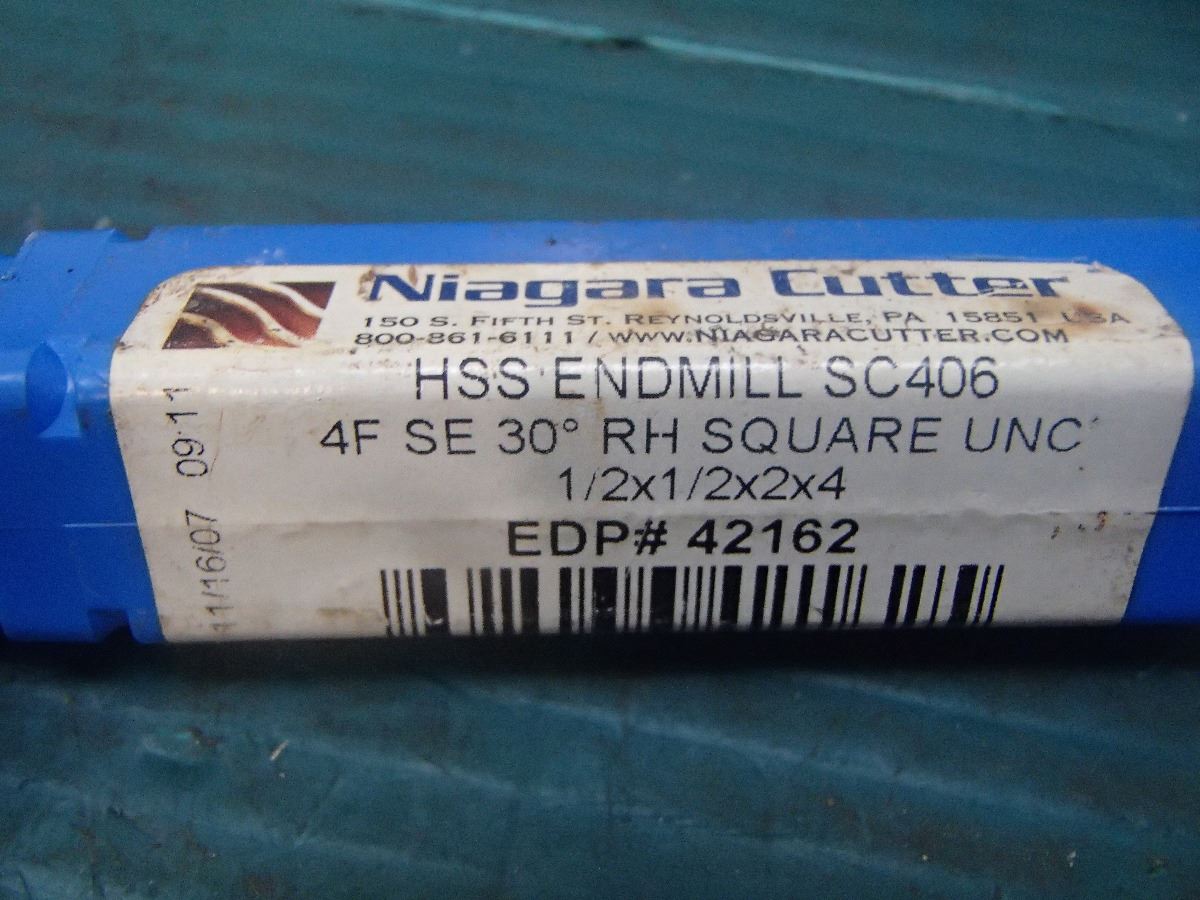 Niagara Cutter
150 S. FIFTH ST. REYNOLDSVILLE, PA 15851 USA
800-861-6111 / WWW.NIAGARACUTTER.COM
HSS ENDMILL SC406
4F SE 30° RH SQUARE UNC
1/2x1/2x2x4
EDP# 42162
11/16/07 09:11